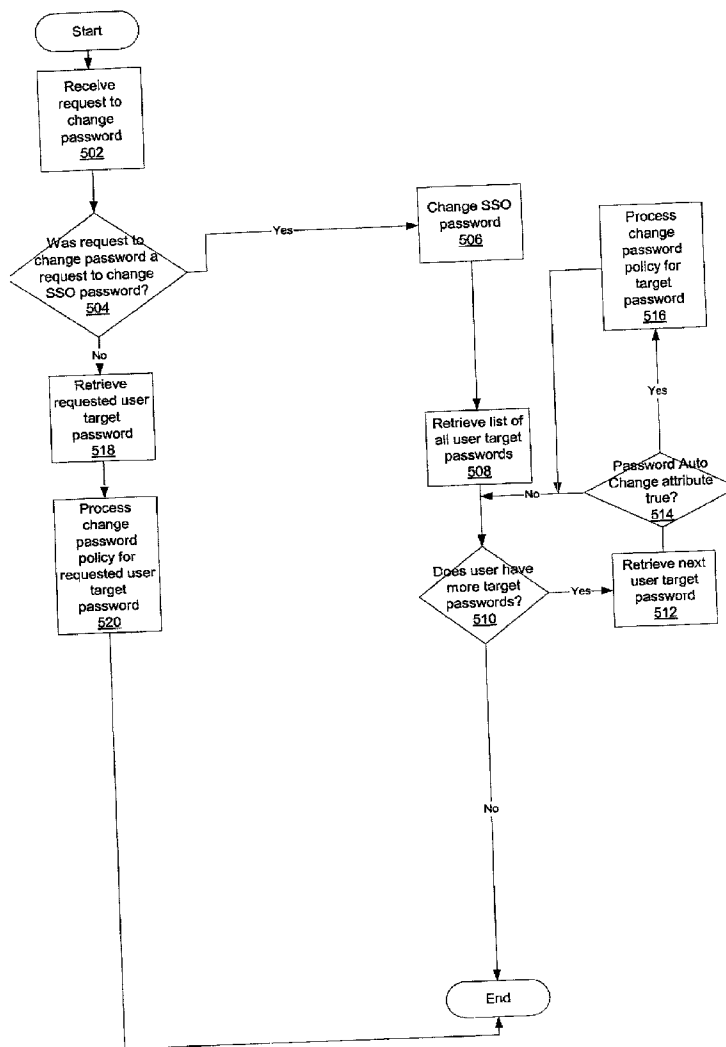 Start
Receive
request to
change
password
502
Was request to
change password a
request to change
SSO password?
504
Yes
No
Change SSO
password
506
Process
change
password
policy for
target
password
516
Yes
Retrieve
requested user
target
password
518
Retrieve list of
all user target
passwords
508
Password Auto
Change attribute
true?
514
No
Process
change
password
policy for
requested user
target
password
520
Does user have
more target
passwords?
510
Yes
Retrieve next
user target
password
512
No
End